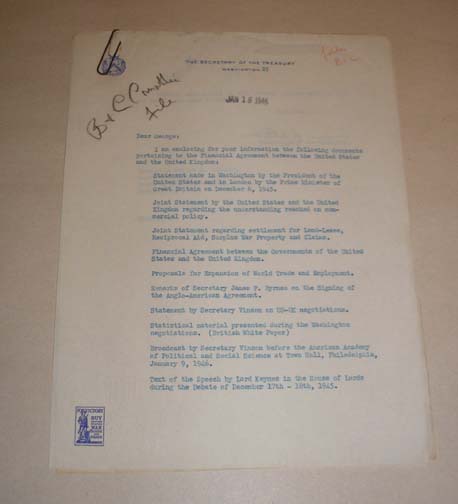 THE SECRETARY OF THE TREASURY
WASHINGTON 25
JAN 18 1946
B & C Committee
file
Dear George:
I am enclosing for your information the following documents
pertaining to the Financial Agreement between the United States
and the United Kingdom:
Statement made in Washington by the President of the
United States and in London by the Prime Minister of
Great Britain on December 6, 1945.
Joint Statement by the United States and the United
Kingdom regarding the understanding reached on com-
mercial policy.
Joint Statement regarding settlement for Lend-Lease,
Reciprocal Aid, Surplus War Property and Claims.
Financial Agreement between the Governments of the United
States and the United Kingdom.
Proposals for Expansion of World Trade and Employment.
Remarks of Secretary James F. Byrnes on the Signing of
the Anglo-American Agreement.
Statement by Secretary Vinson on US-UK negotiations.
Statistical material presented during the Washington
negotiations. (British White Paper)
Broadcast by Secretary Vinson before the American Academy
of Political and Social Science at Town Hall, Philadelphia,
January 9, 1946.
Text of the Speech by Lord Keynes in the House of Lords
during the Debate of December 17th - 18th, 1945.
FOR VICTORY
BUY
WAR